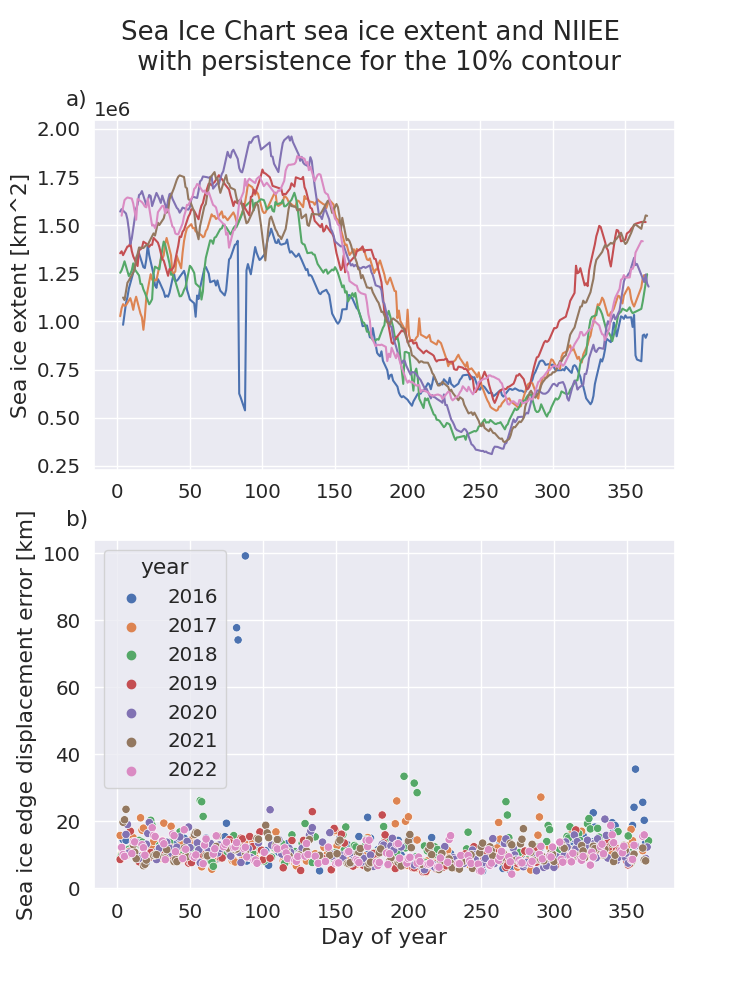 Sea Ice Chart sea ice extent and NIIEE
with persistence for the 10% contour
a)
1e6
2.00
1.75
1.50
1.25
1.00
0.75
0.50
0.25
Sea ice extent [km^2]
0 50 100 150 200 250 300 350
b)
100
80
60
40
20
0
Sea ice edge displacement error [km]
year
2016
2017
2018
2019
2020
2021
2022
0 50 100 150 200 250 300 350
Day of year